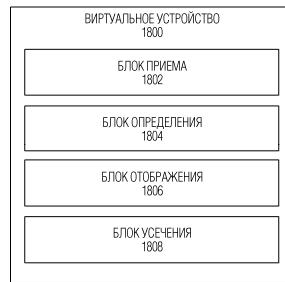 ВИРТУАЛЬНОЕ УСТРОЙСТВО
1800
БЛОК ПРИЕМА
1802
БЛОК ОПРЕДЕЛЕНИЯ
1804
БЛОК ОТОБРАЖЕНИЯ
1806
БЛОК УСЕЧЕНИЯ
1808